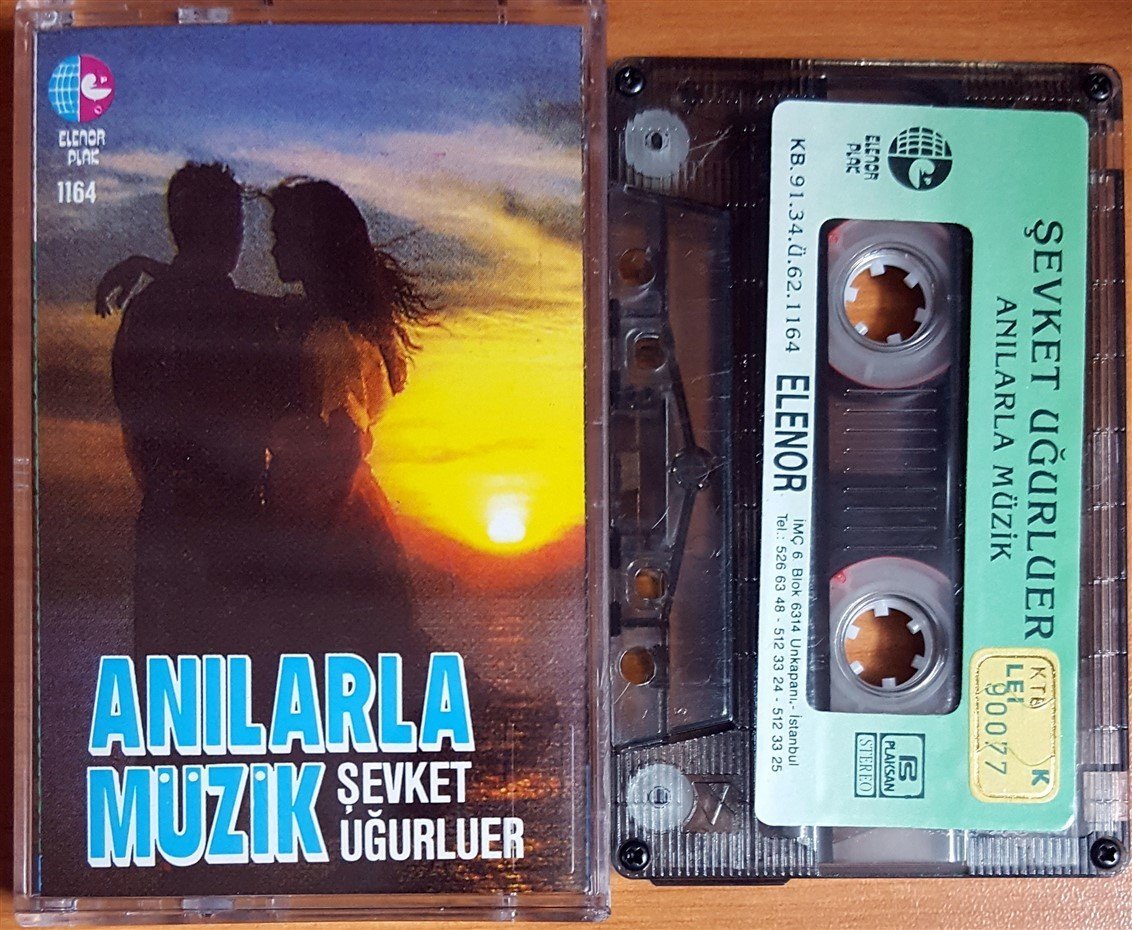 ELENOR
PLAK
1164
ANILARLA
MÜZİK
ŞEVKET
UĞURLUER
ELENOR
PLAK
ŞEVKET UĞURLUER
ANILARLA MÜZİK
KB. 91.34.Ü.62.1164
ELENOR
İMÇ 6. Blok 6314 Unkapanı - İstanbul
Tel.: 526 63 48 - 512 33 24 - 512 33 25
PLAKSAN
STEREO
90077